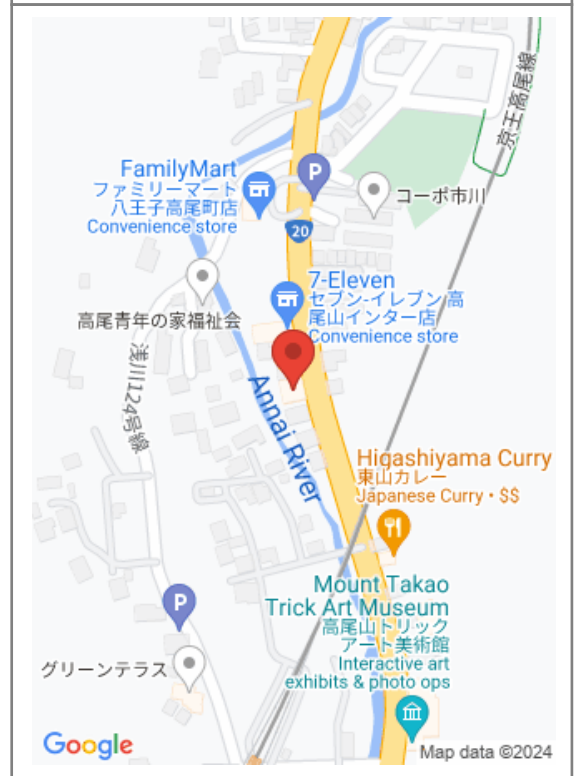 京王高尾線
FamilyMart
ファミリーマート
八王子高尾町店
Convenience store
P
コーポ市川
20
7-Eleven
セブン-イレブン 高
尾山インター店
Convenience store
高尾青年の家福祉会
浅川124号線
Annai River
Higashiyama Curry
東山カレー
Japanese Curry • $$
Mount Takao
Trick Art Museum
高尾山トリック
アート美術館
Interactive art
exhibits & photo ops
P
グリーンテラス
Google
Map data ©2024